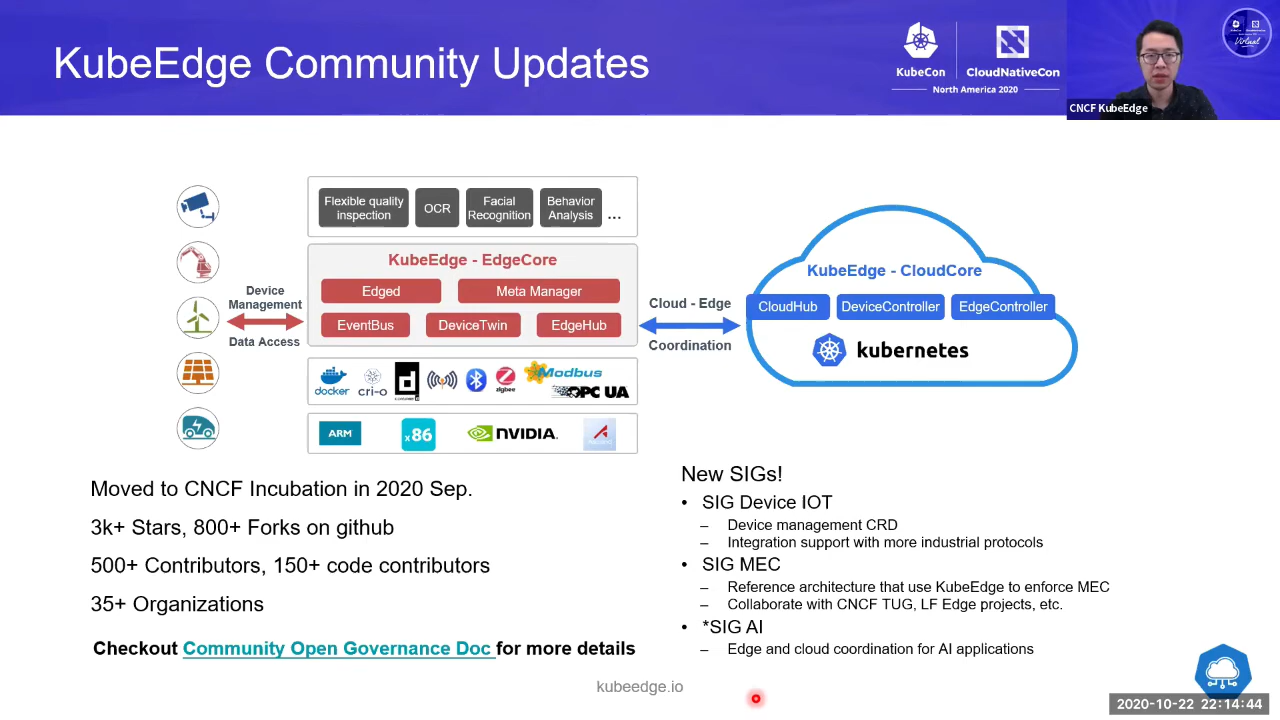 KubeEdge Community Updates
KubeCon
CloudNativeCon
North America 2020
Virtual
CNCF KubeEdge
Flexible quality
inspection
OCR
Facial
Recognition
Behavior
Analysis
...
KubeEdge - EdgeCore
Edged
Meta Manager
EventBus
DeviceTwin
EdgeHub
Device
Management
Data Access
docker
cri-o
zigbee
Modbus
OPC UA
ARM
x86
NVIDIA.
Cloud - Edge
Coordination
KubeEdge - CloudCore
CloudHub
DeviceController
EdgeController
kubernetes
Moved to CNCF Incubation in 2020 Sep.
3k+ Stars, 800+ Forks on github
500+ Contributors, 150+ code contributors
35+ Organizations
Checkout Community Open Governance Doc for more details
New SIGs!
• SIG Device IOT
– Device management CRD
– Integration support with more industrial protocols
• SIG MEC
– Reference architecture that use KubeEdge to enforce MEC
– Collaborate with CNCF TUG, LF Edge projects, etc.
• *SIG AI
– Edge and cloud coordination for AI applications
kubeedge.io
2020-10-22 22:14:44